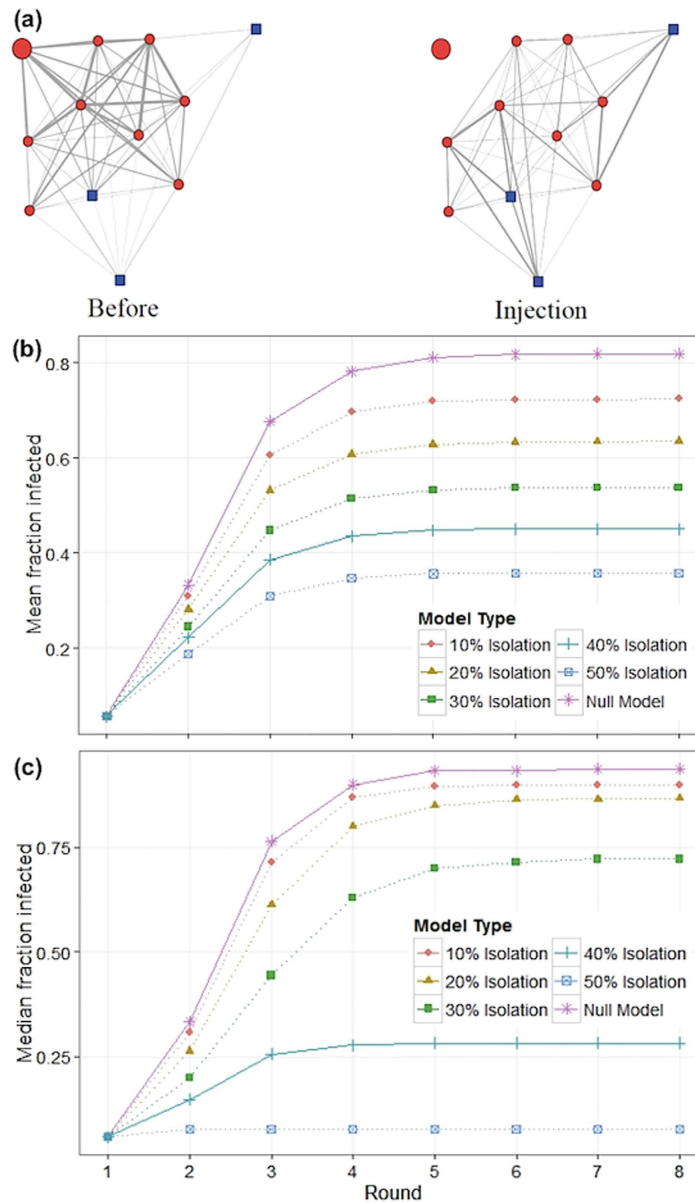 (a)
Before
Injection
(b)
0.8
0.6
0.4
0.2
Mean fraction infected
Model Type
10% Isolation
40% Isolation
20% Isolation
50% Isolation
30% Isolation
Null Model
(c)
0.75
0.50
0.25
Median fraction infected
Model Type
10% Isolation
40% Isolation
20% Isolation
50% Isolation
30% Isolation
Null Model
1 2 3 4 5 6 7 8
Round